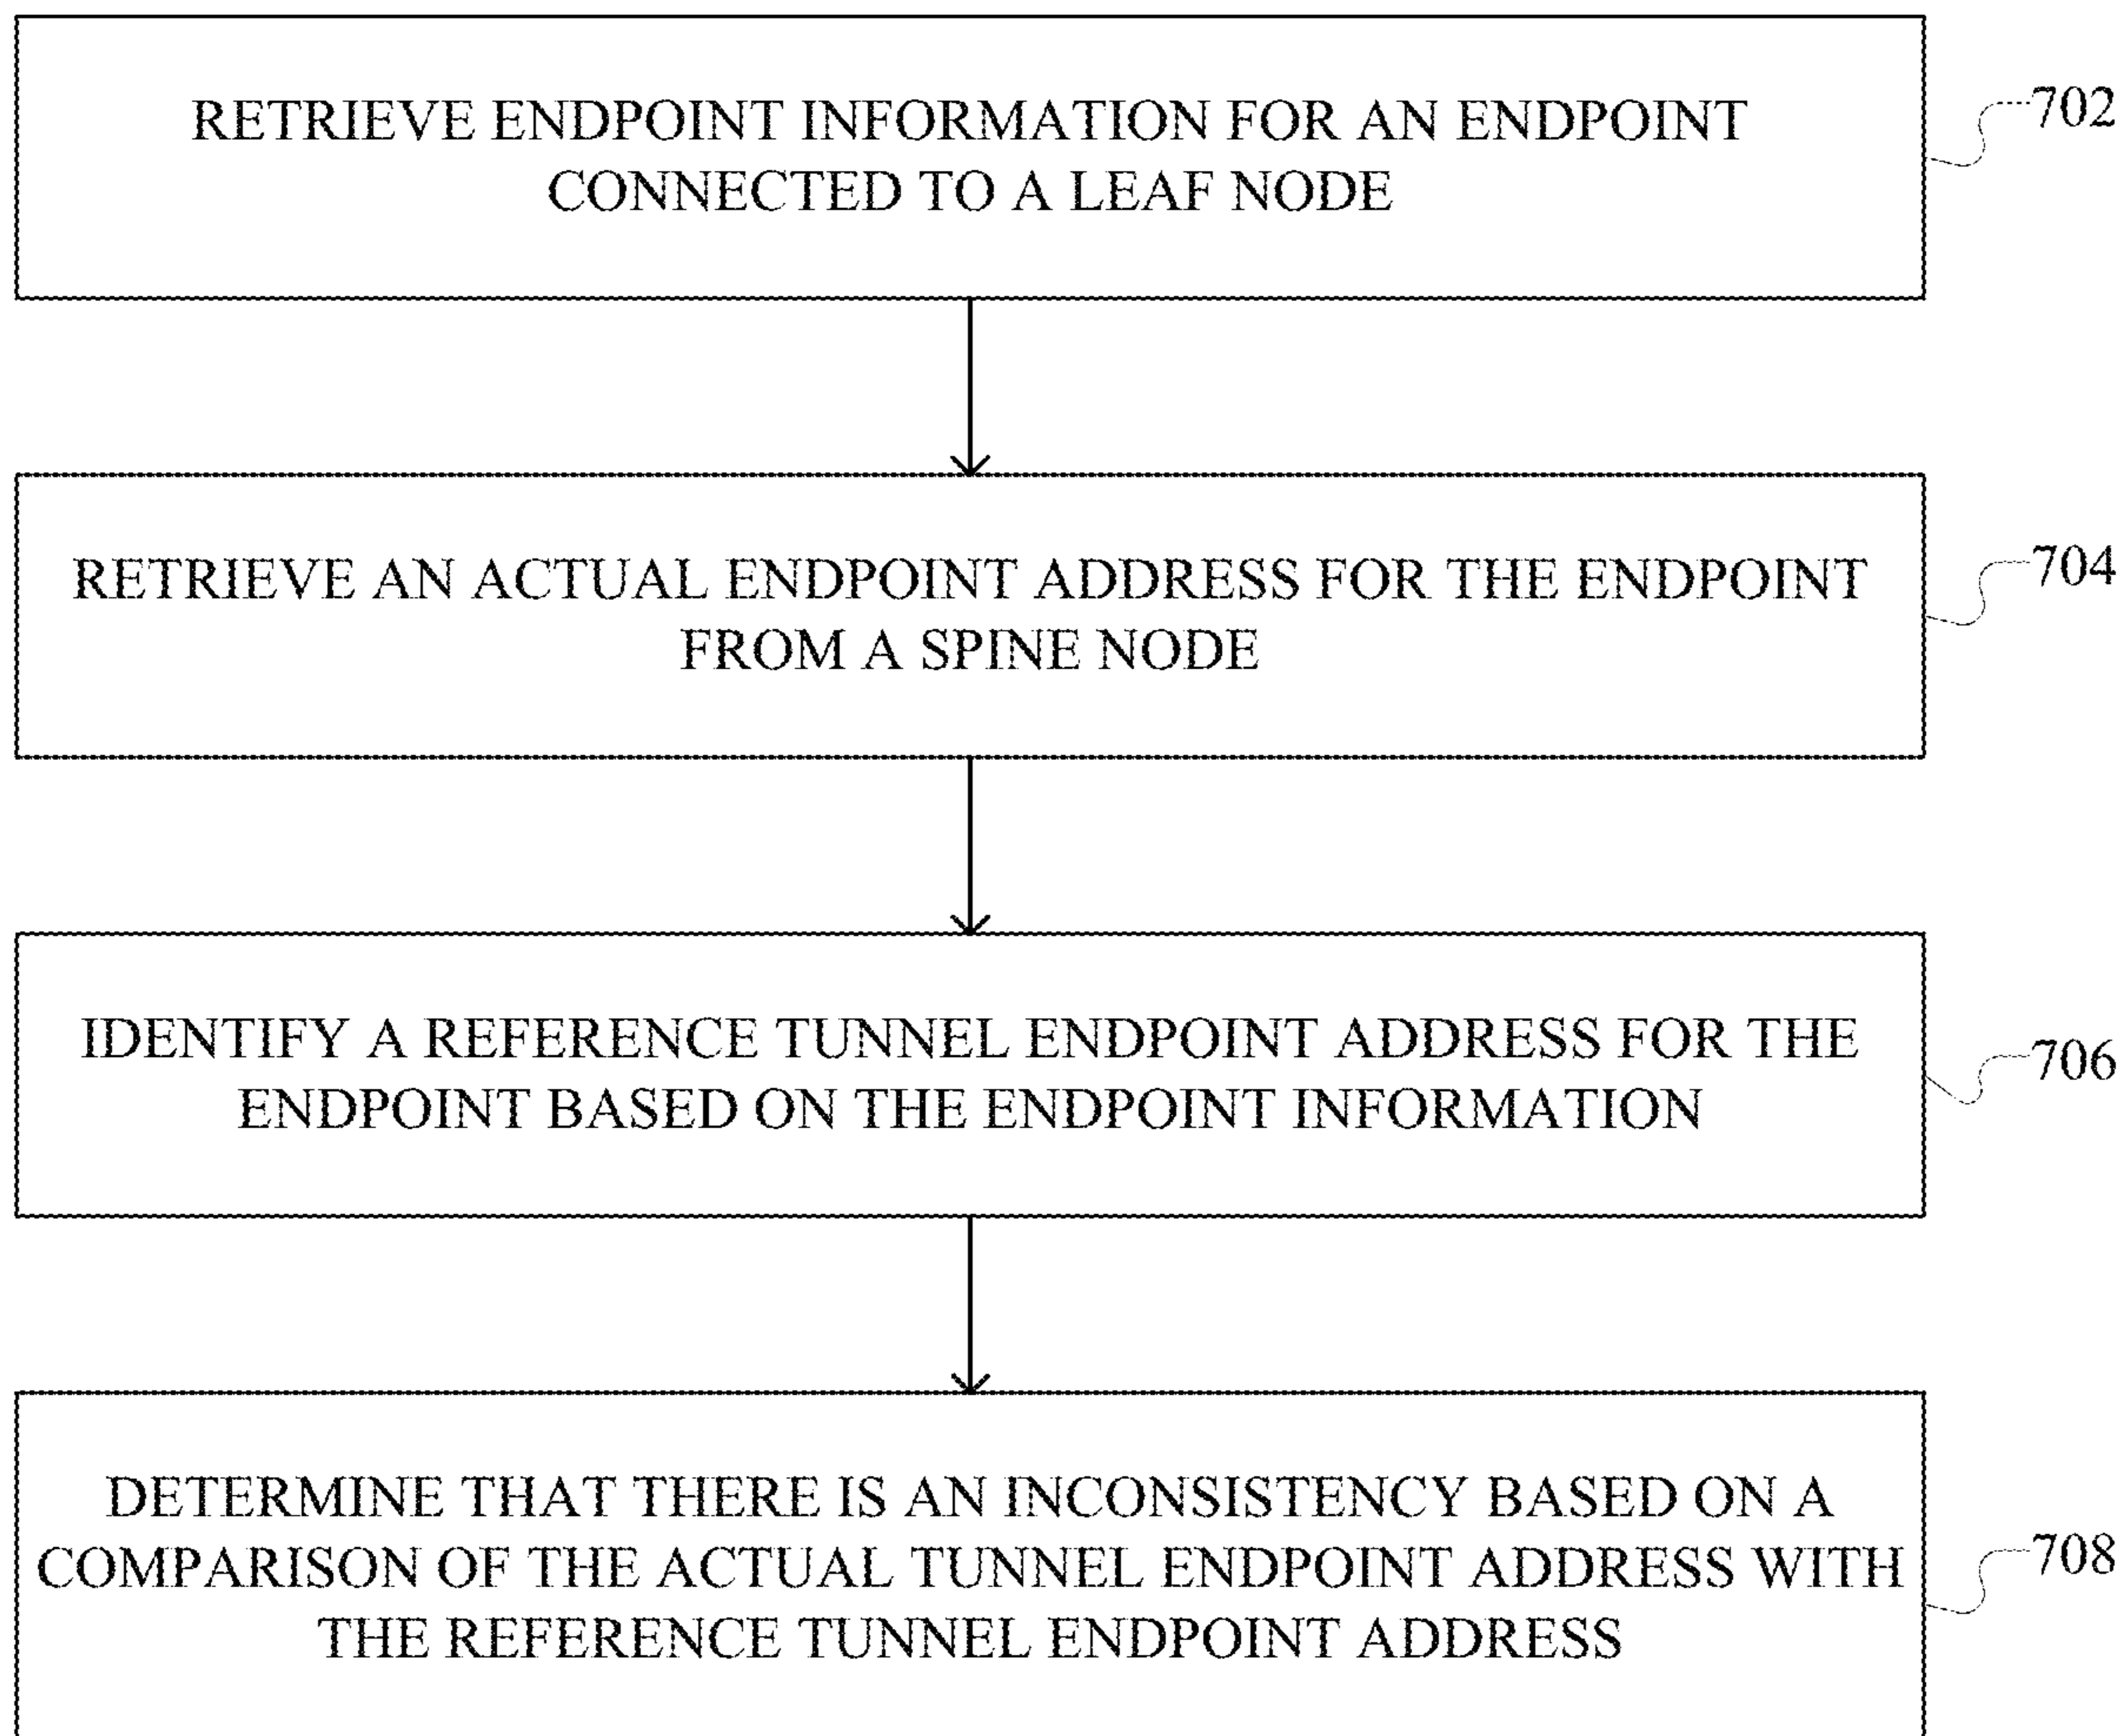 RETRIEVE ENDPOINT INFORMATION FOR AN ENDPOINT
CONNECTED TO A LEAF NODE
702
RETRIEVE AN ACTUAL ENDPOINT ADDRESS FOR THE ENDPOINT
FROM A SPINE NODE
704
IDENTIFY A REFERENCE TUNNEL ENDPOINT ADDRESS FOR THE
ENDPOINT BASED ON THE ENDPOINT INFORMATION
706
DETERMINE THAT THERE IS AN INCONSISTENCY BASED ON A
COMPARISON OF THE ACTUAL TUNNEL ENDPOINT ADDRESS WITH
THE REFERENCE TUNNEL ENDPOINT ADDRESS
708